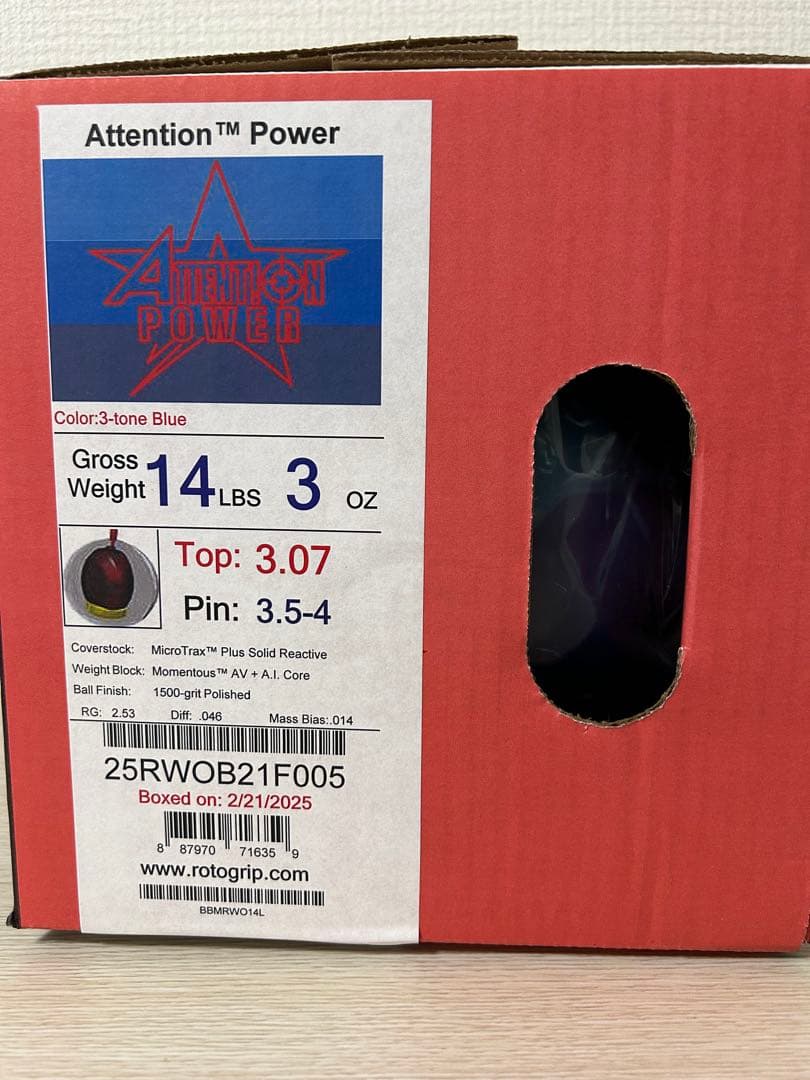 Attention™ Power
ATTENTION
POWER
Color:3-tone Blue
Gross Weight 14 LBS 3 OZ
Top: 3.07
Pin: 3.5-4
Coverstock: MicroTrax™ Plus Solid Reactive
Weight Block: Momentous™ AV + A.I. Core
Ball Finish: 1500-grit Polished
RG: 2.53 Diff: .046 Mass Bias:.014
25RWOB21F005
Boxed on: 2/21/2025
8 87970 71635 9
www.rotogrip.com
BBMRWO14L